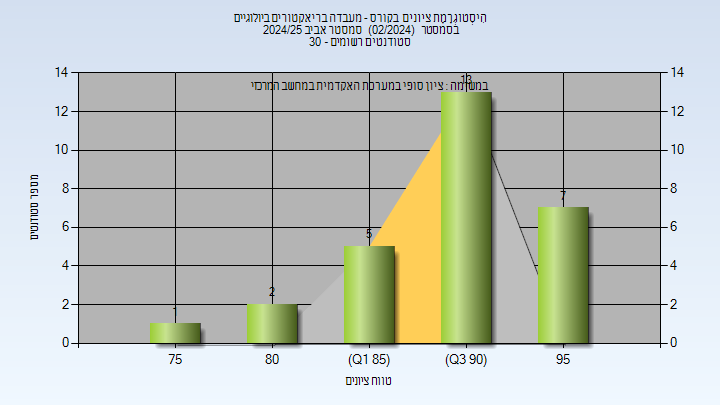 היסטוגרמת ציונים בקורס - מעבדה בריאקטורים ביולוגיים
בסמסטר (02/2024) סמסטר אביב 2024/25
סטודנטים רשומים - 30
במשימה : ציון סופי במערכת האקדמית במחשב המרכזי
מספר סטודנטים
14 14
12 12
10 10
8 8
6 6
4 4
2 2
0 0
1 2 5 13 7
75 80 (Q1 85) (Q3 90) 95
טווח ציונים